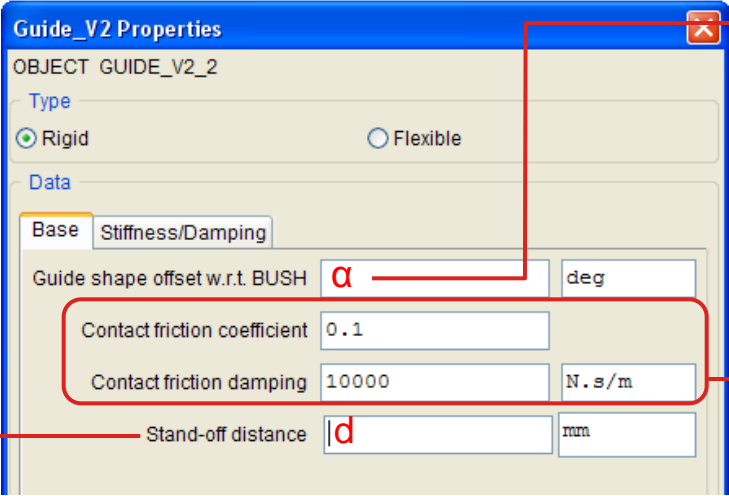 Guide_V2 Properties
OBJECT GUIDE_V2_2
Type
Rigid Flexible
Data
Base Stiffness/Damping
Guide shape offset w.r.t. BUSH α deg
Contact friction coefficient 0.1
Contact friction damping 10000 N.s/m
Stand-off distance d mm